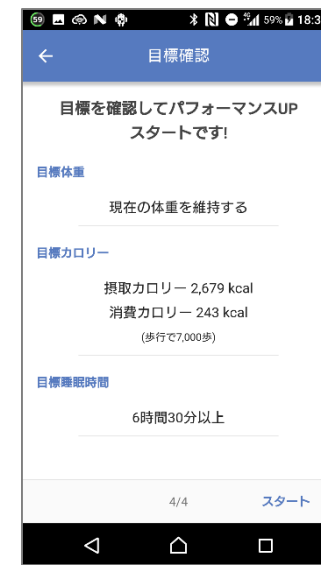 59 59% 18:3
目標確認
目標を確認してパフォーマンスUP
スタートです!
目標体重
現在の体重を維持する
目標カロリー
摂取カロリー 2,679 kcal
消費カロリー 243 kcal
(歩行で7,000歩)
目標睡眠時間
6時間30分以上
4/4 スタート